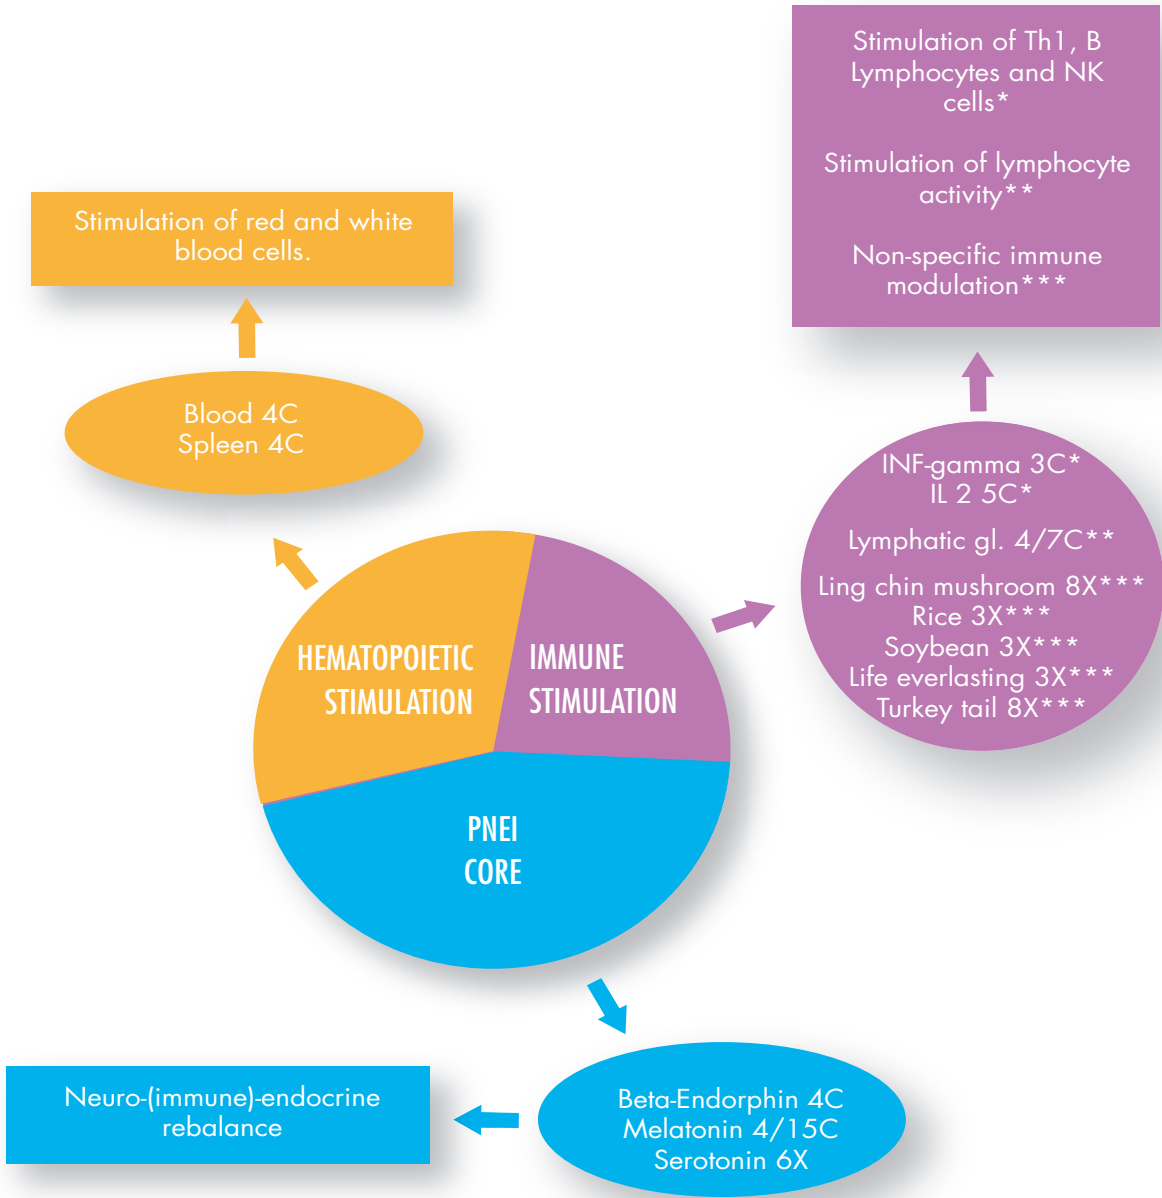 Stimulation of Th1, B
Lymphocytes and NK
cells*
Stimulation of lymphocyte
activity**
Non-specific immune
modulation***
Stimulation of red and white
blood cells.
Blood 4C
Spleen 4C
INF-gamma 3C*
IL 2 5C*
Lymphatic gl. 4/7C**
Ling chin mushroom 8X***
Rice 3X***
Soybean 3X***
Life everlasting 3X***
Turkey tail 8X***
HEMATOPOIETIC
STIMULATION
IMMUNE
STIMULATION
PNEI
CORE
Neuro-(immune)-endocrine
rebalance
Beta-Endorphin 4C
Melatonin 4/15C
Serotonin 6X